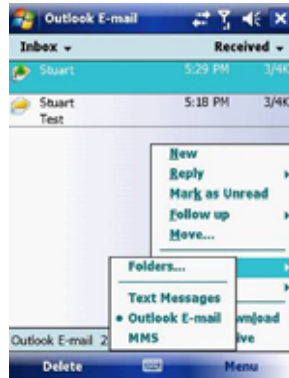 Outlook E-mail
Inbox Received
Stuart 5:29 PM 3/4K
Stuart 5:18 PM 3/4K
Test
New
Reply
Mark as Unread
Follow up
Move...
Folders...
Text Messages
Outlook E-mail
MMS
Outlook E-mail 2
Delete Menu